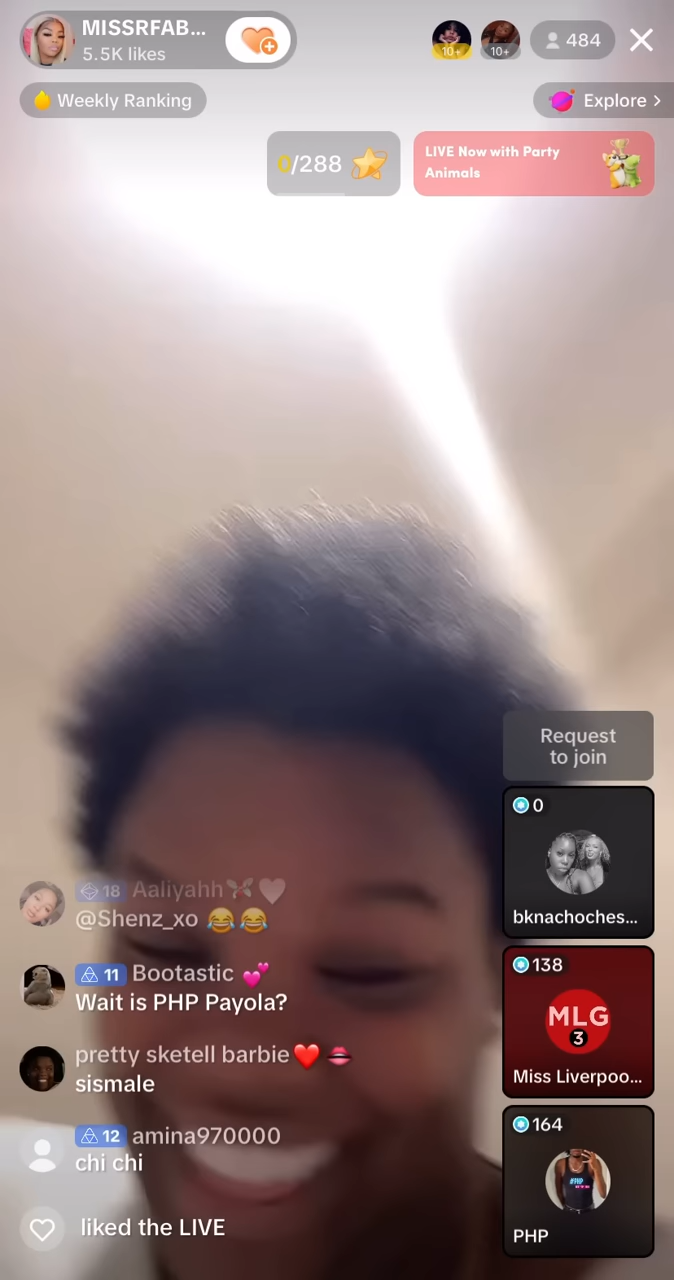 MISSRFAB...
5.5K likes
10+
10+
484
Weekly Ranking
Explore >
0/288
LIVE Now with Party
Animals
Request
to join
0
bknachoches...
138
MLG
3
Miss Liverpoo...
164
#PHP
PHP
18 Aaliyahh
@Shenz_xo 😂😂
11 Bootastic 💕
Wait is PHP Payola?
pretty sketell barbie❤️💋
sismale
12 amina970000
chi chi
liked the LIVE